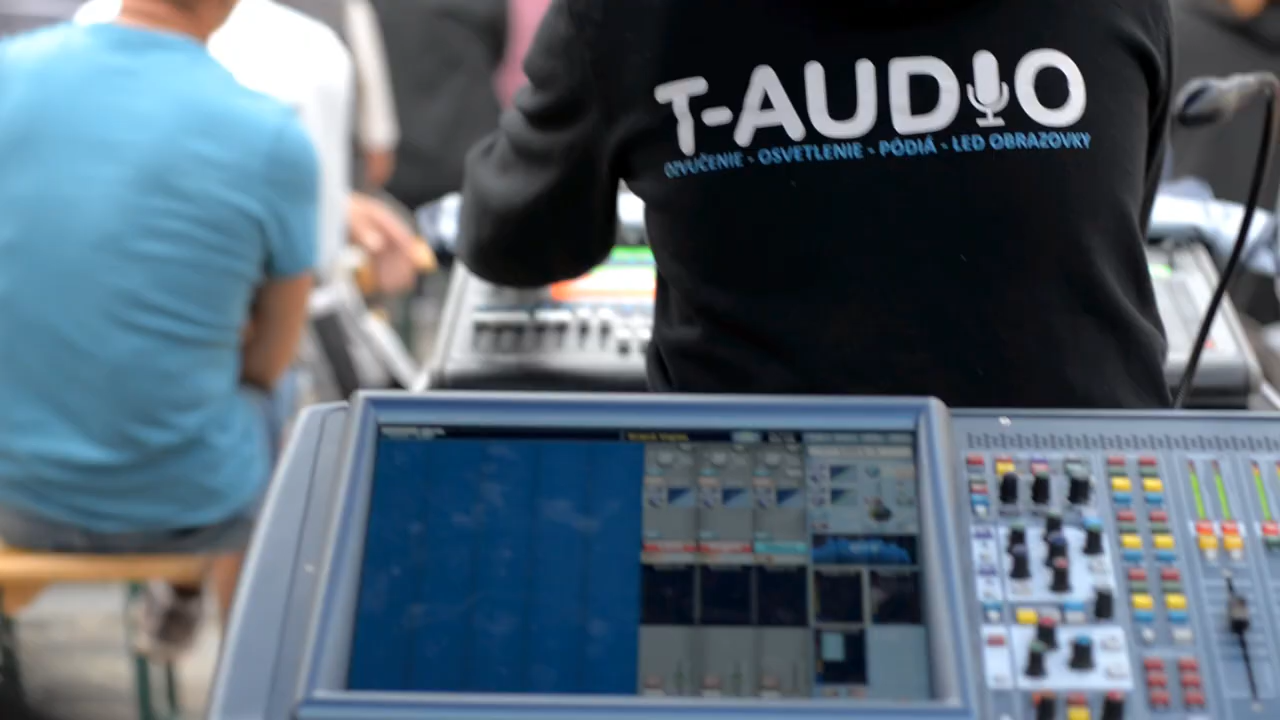 T-AUDIO
OZVUČENIE - OSVETLENIE - PÓDIÁ - LED OBRAZOVKY